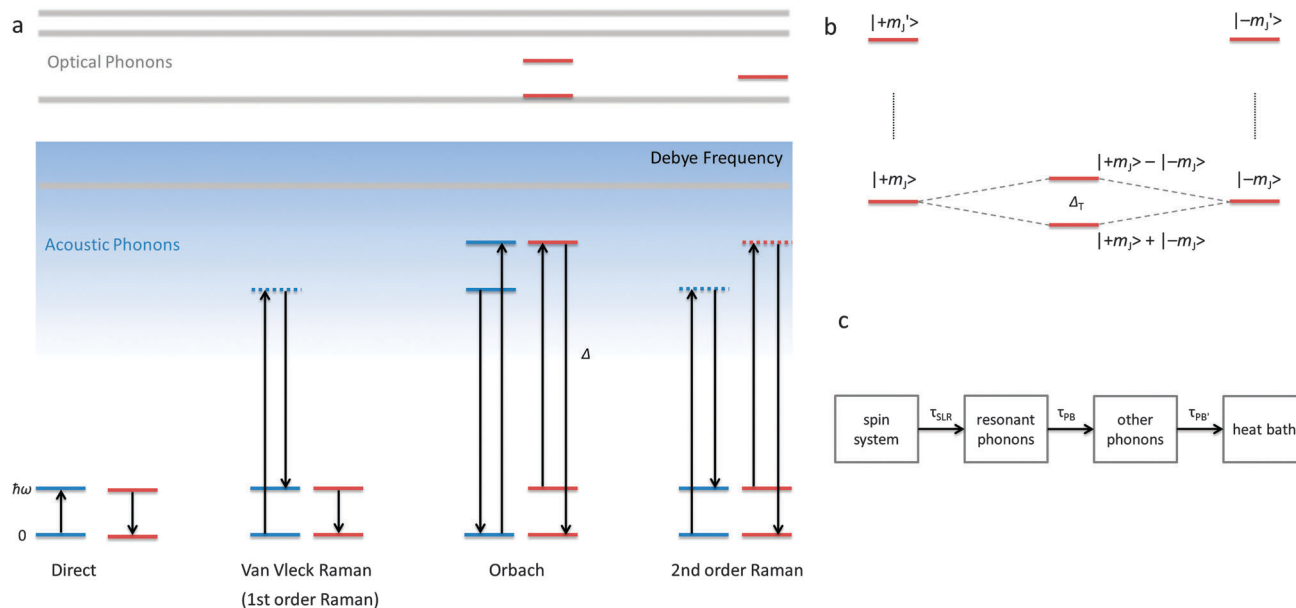 a
Optical Phonons
Debye Frequency
Acoustic Phonons
Δ
ħω
0
Direct
Van Vleck Raman
(1st order Raman)
Orbach
2nd order Raman
b
|+mJ'>
|−mJ'>
|+mJ>
|+mJ> − |−mJ>
|−mJ>
ΔT
|+mJ> + |−mJ>
c
spin
system
τSLR
resonant
phonons
τPB
other
phonons
τPB'
heat bath